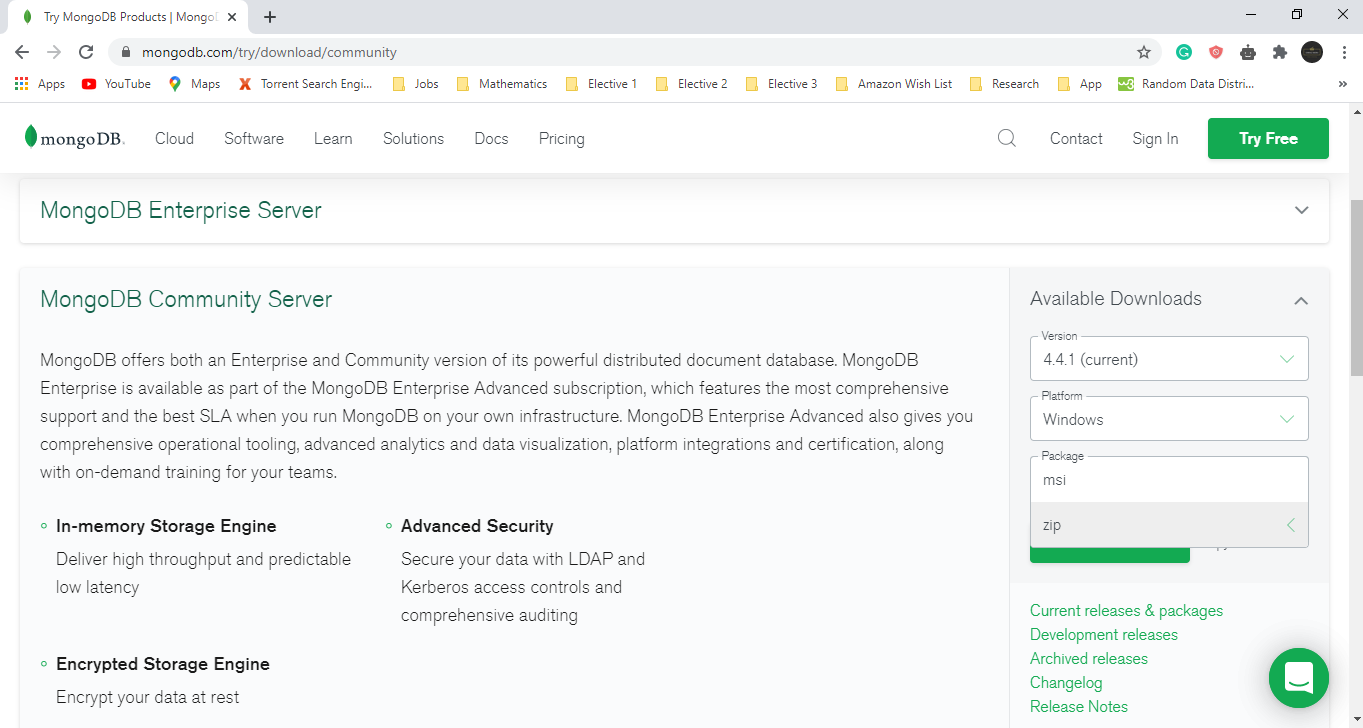 Try MongoDB Products | Mongo
mongodb.com/try/download/community
Apps YouTube Maps Torrent Search Engi... Jobs Mathematics Elective 1 Elective 2 Elective 3 Amazon Wish List Research App Random Data Distri... »
mongoDB. Cloud Software Learn Solutions Docs Pricing Contact Sign In Try Free
MongoDB Enterprise Server
MongoDB Community Server
MongoDB offers both an Enterprise and Community version of its powerful distributed document database. MongoDB
Enterprise is available as part of the MongoDB Enterprise Advanced subscription, which features the most comprehensive
support and the best SLA when you run MongoDB on your own infrastructure. MongoDB Enterprise Advanced also gives you
comprehensive operational tooling, advanced analytics and data visualization, platform integrations and certification, along
with on-demand training for your teams.
In-memory Storage Engine
Deliver high throughput and predictable
low latency
Advanced Security
Secure your data with LDAP and
Kerberos access controls and
comprehensive auditing
Encrypted Storage Engine
Encrypt your data at rest
Available Downloads
Version
4.4.1 (current)
Platform
Windows
Package
msi
zip
Current releases & packages
Development releases
Archived releases
Changelog
Release Notes